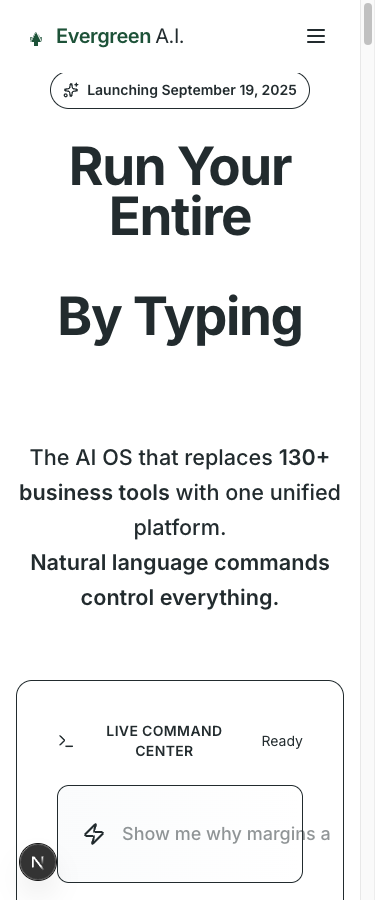 Evergreen A.I.
Launching September 19, 2025
Run Your
Entire
By Typing
The AI OS that replaces 130+
business tools with one unified
platform.
Natural language commands
control everything.
LIVE COMMAND
CENTER
Ready
Show me why margins a
N